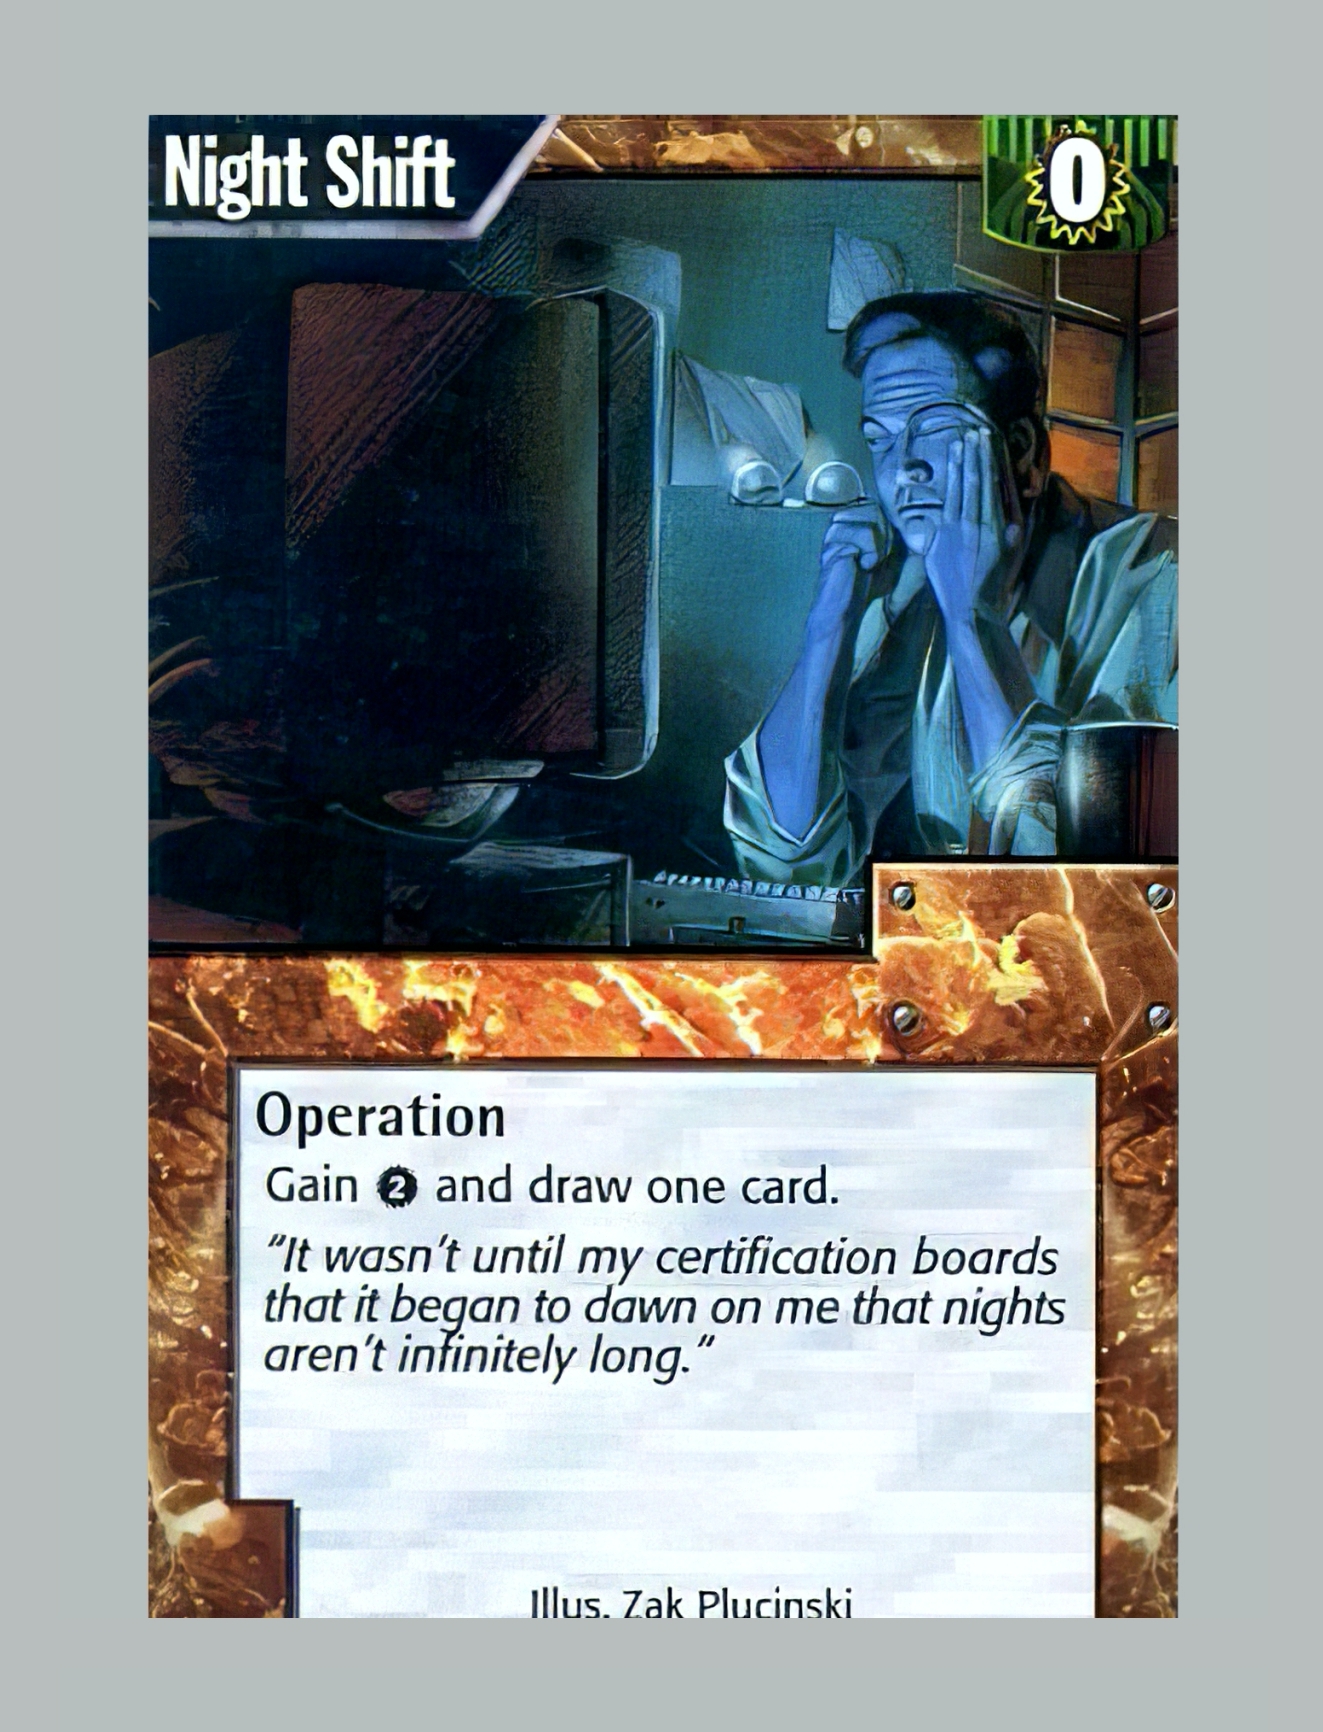 Night Shift
0
Operation
Gain 2 and draw one card.
"It wasn't until my certification boards
that it began to dawn on me that nights
aren't infinitely long."
Illus. Zak Plucinski